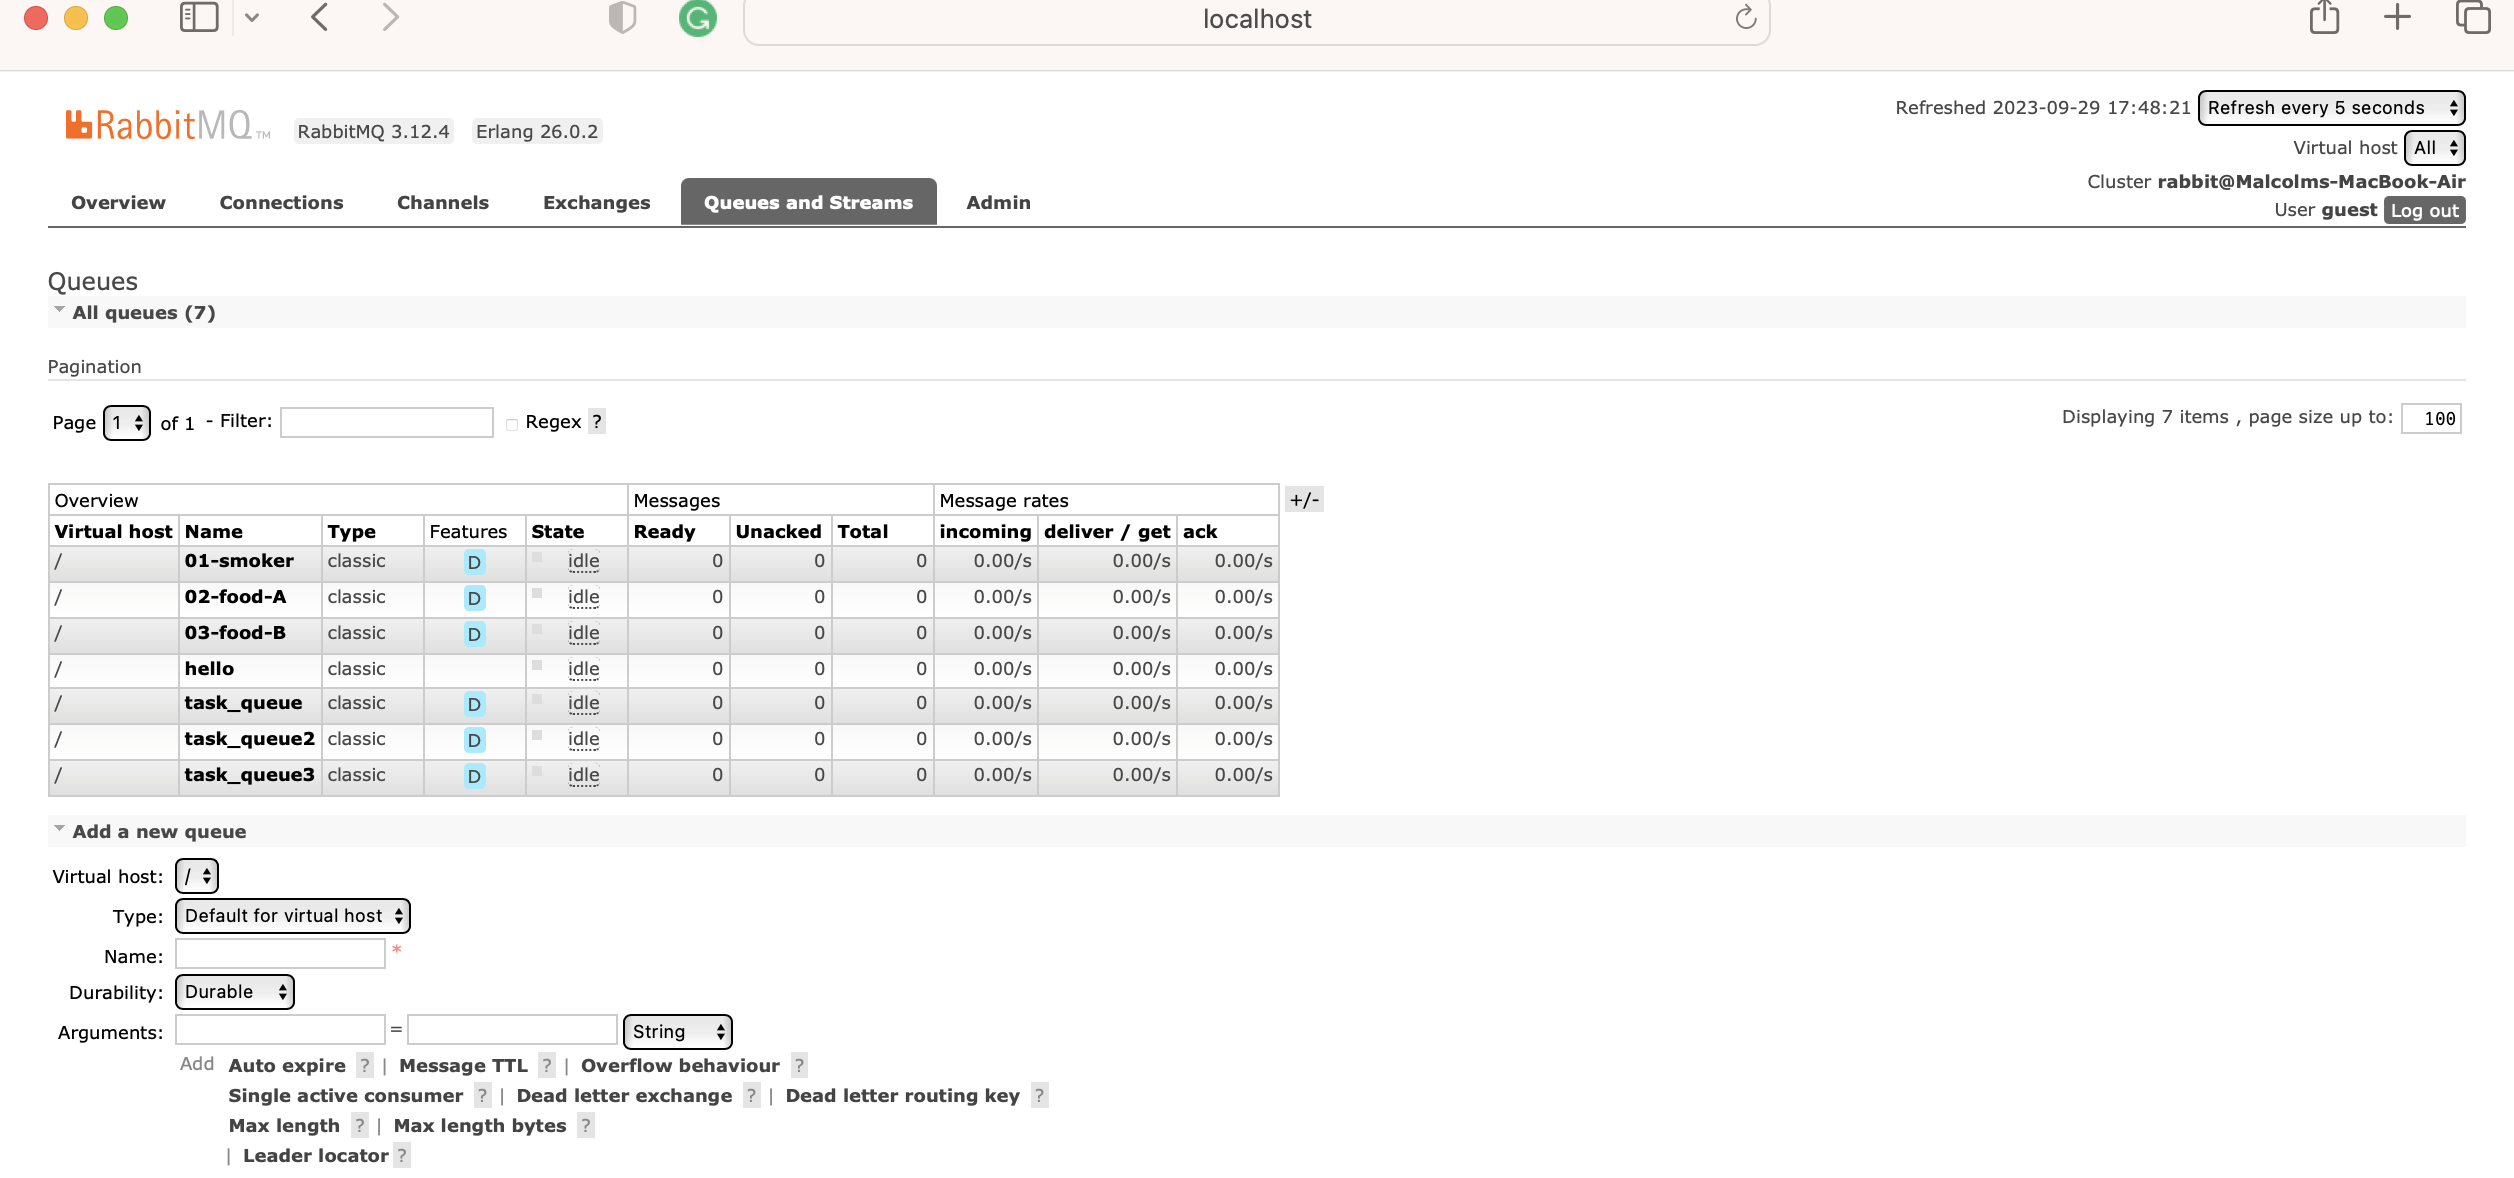 localhost
RabbitMQ TM RabbitMQ 3.12.4 Erlang 26.0.2
Refreshed 2023-09-29 17:48:21 Refresh every 5 seconds
Virtual host All
Cluster rabbit@Malcolms-MacBook-Air
User guest Log out
Overview Connections Channels Exchanges Queues and Streams Admin
Queues
All queues (7)
Pagination
Page 1 of 1 - Filter: Regex ?
Displaying 7 items , page size up to: 100
Overview Messages Message rates +/-
Virtual host Name Type Features State Ready Unacked Total incoming deliver / get ack
/ 01-smoker classic D idle 0 0 0 0.00/s 0.00/s 0.00/s
/ 02-food-A classic D idle 0 0 0 0.00/s 0.00/s 0.00/s
/ 03-food-B classic D idle 0 0 0 0.00/s 0.00/s 0.00/s
/ hello classic idle 0 0 0 0.00/s 0.00/s 0.00/s
/ task_queue classic D idle 0 0 0 0.00/s 0.00/s 0.00/s
/ task_queue2 classic D idle 0 0 0 0.00/s 0.00/s 0.00/s
/ task_queue3 classic D idle 0 0 0 0.00/s 0.00/s 0.00/s
Add a new queue
Virtual host: /
Type: Default for virtual host
Name: *
Durability: Durable
Arguments: = String
Add Auto expire ? | Message TTL ? | Overflow behaviour ?
Single active consumer ? | Dead letter exchange ? | Dead letter routing key ?
Max length ? | Max length bytes ?
| Leader locator ?